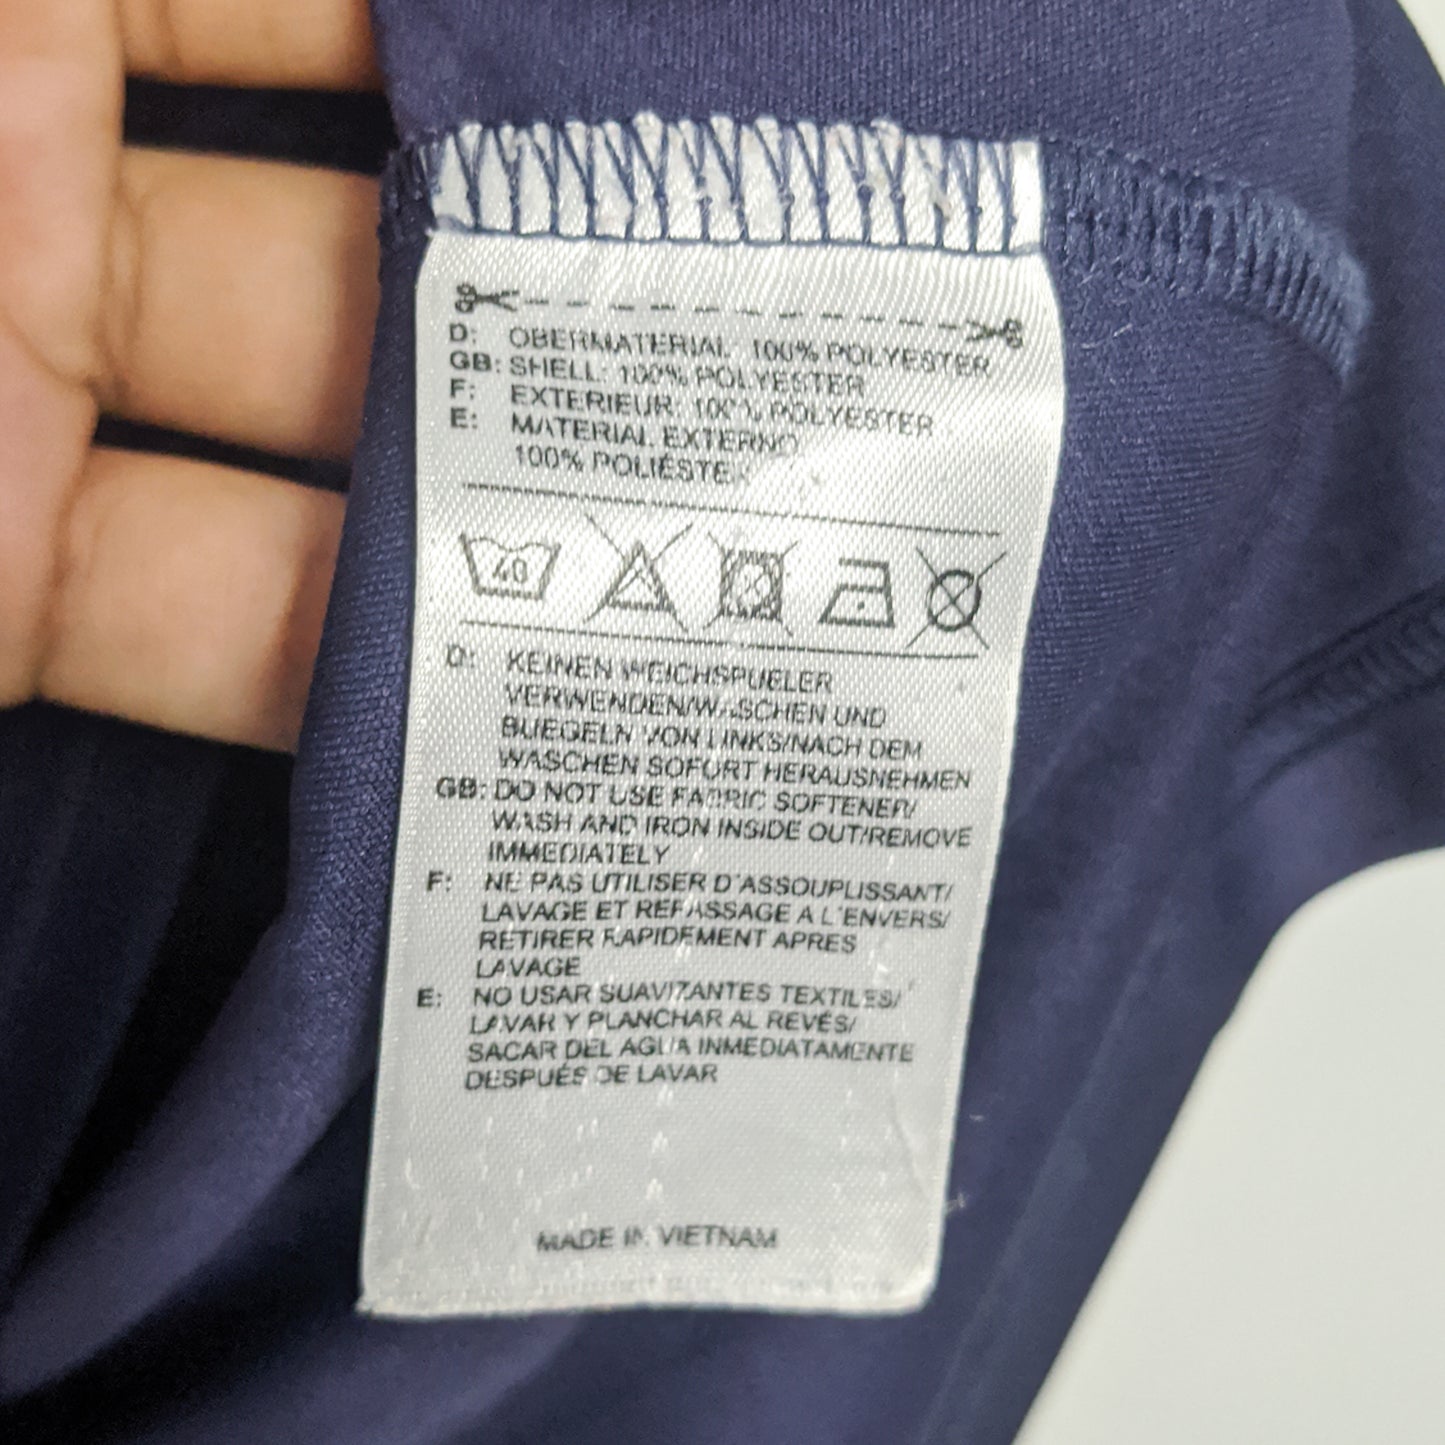 D: OBERMATERIAL: 100% POLYESTER
GB: SHELL: 100% POLYESTER
F: EXTERIEUR: 100% POLYESTER
E: MATERIAL EXTERNO
100% POLIÉSTER
40
D: KEINEN WEICHSPUELER
VERWENDEN/WASCHEN UND
BUEGELN VON LINKS/NACH DEM
WASCHEN SOFORT HERAUSNEHMEN
GB: DO NOT USE FABRIC SOFTENER/
WASH AND IRON INSIDE OUT/REMOVE
IMMEDIATELY
F: NE PAS UTILISER D'ASSOUPLISSANT/
LAVAGE ET REPASSAGE A L'ENVERS/
RETIRER RAPIDEMENT APRES
LAVAGE
E: NO USAR SUAVIZANTES TEXTILES/
LAVAR Y PLANCHAR AL REVÉS/
SACAR DEL AGUA INMEDIATAMENTE
DESPUÉS DE LAVAR
MADE IN VIETNAM